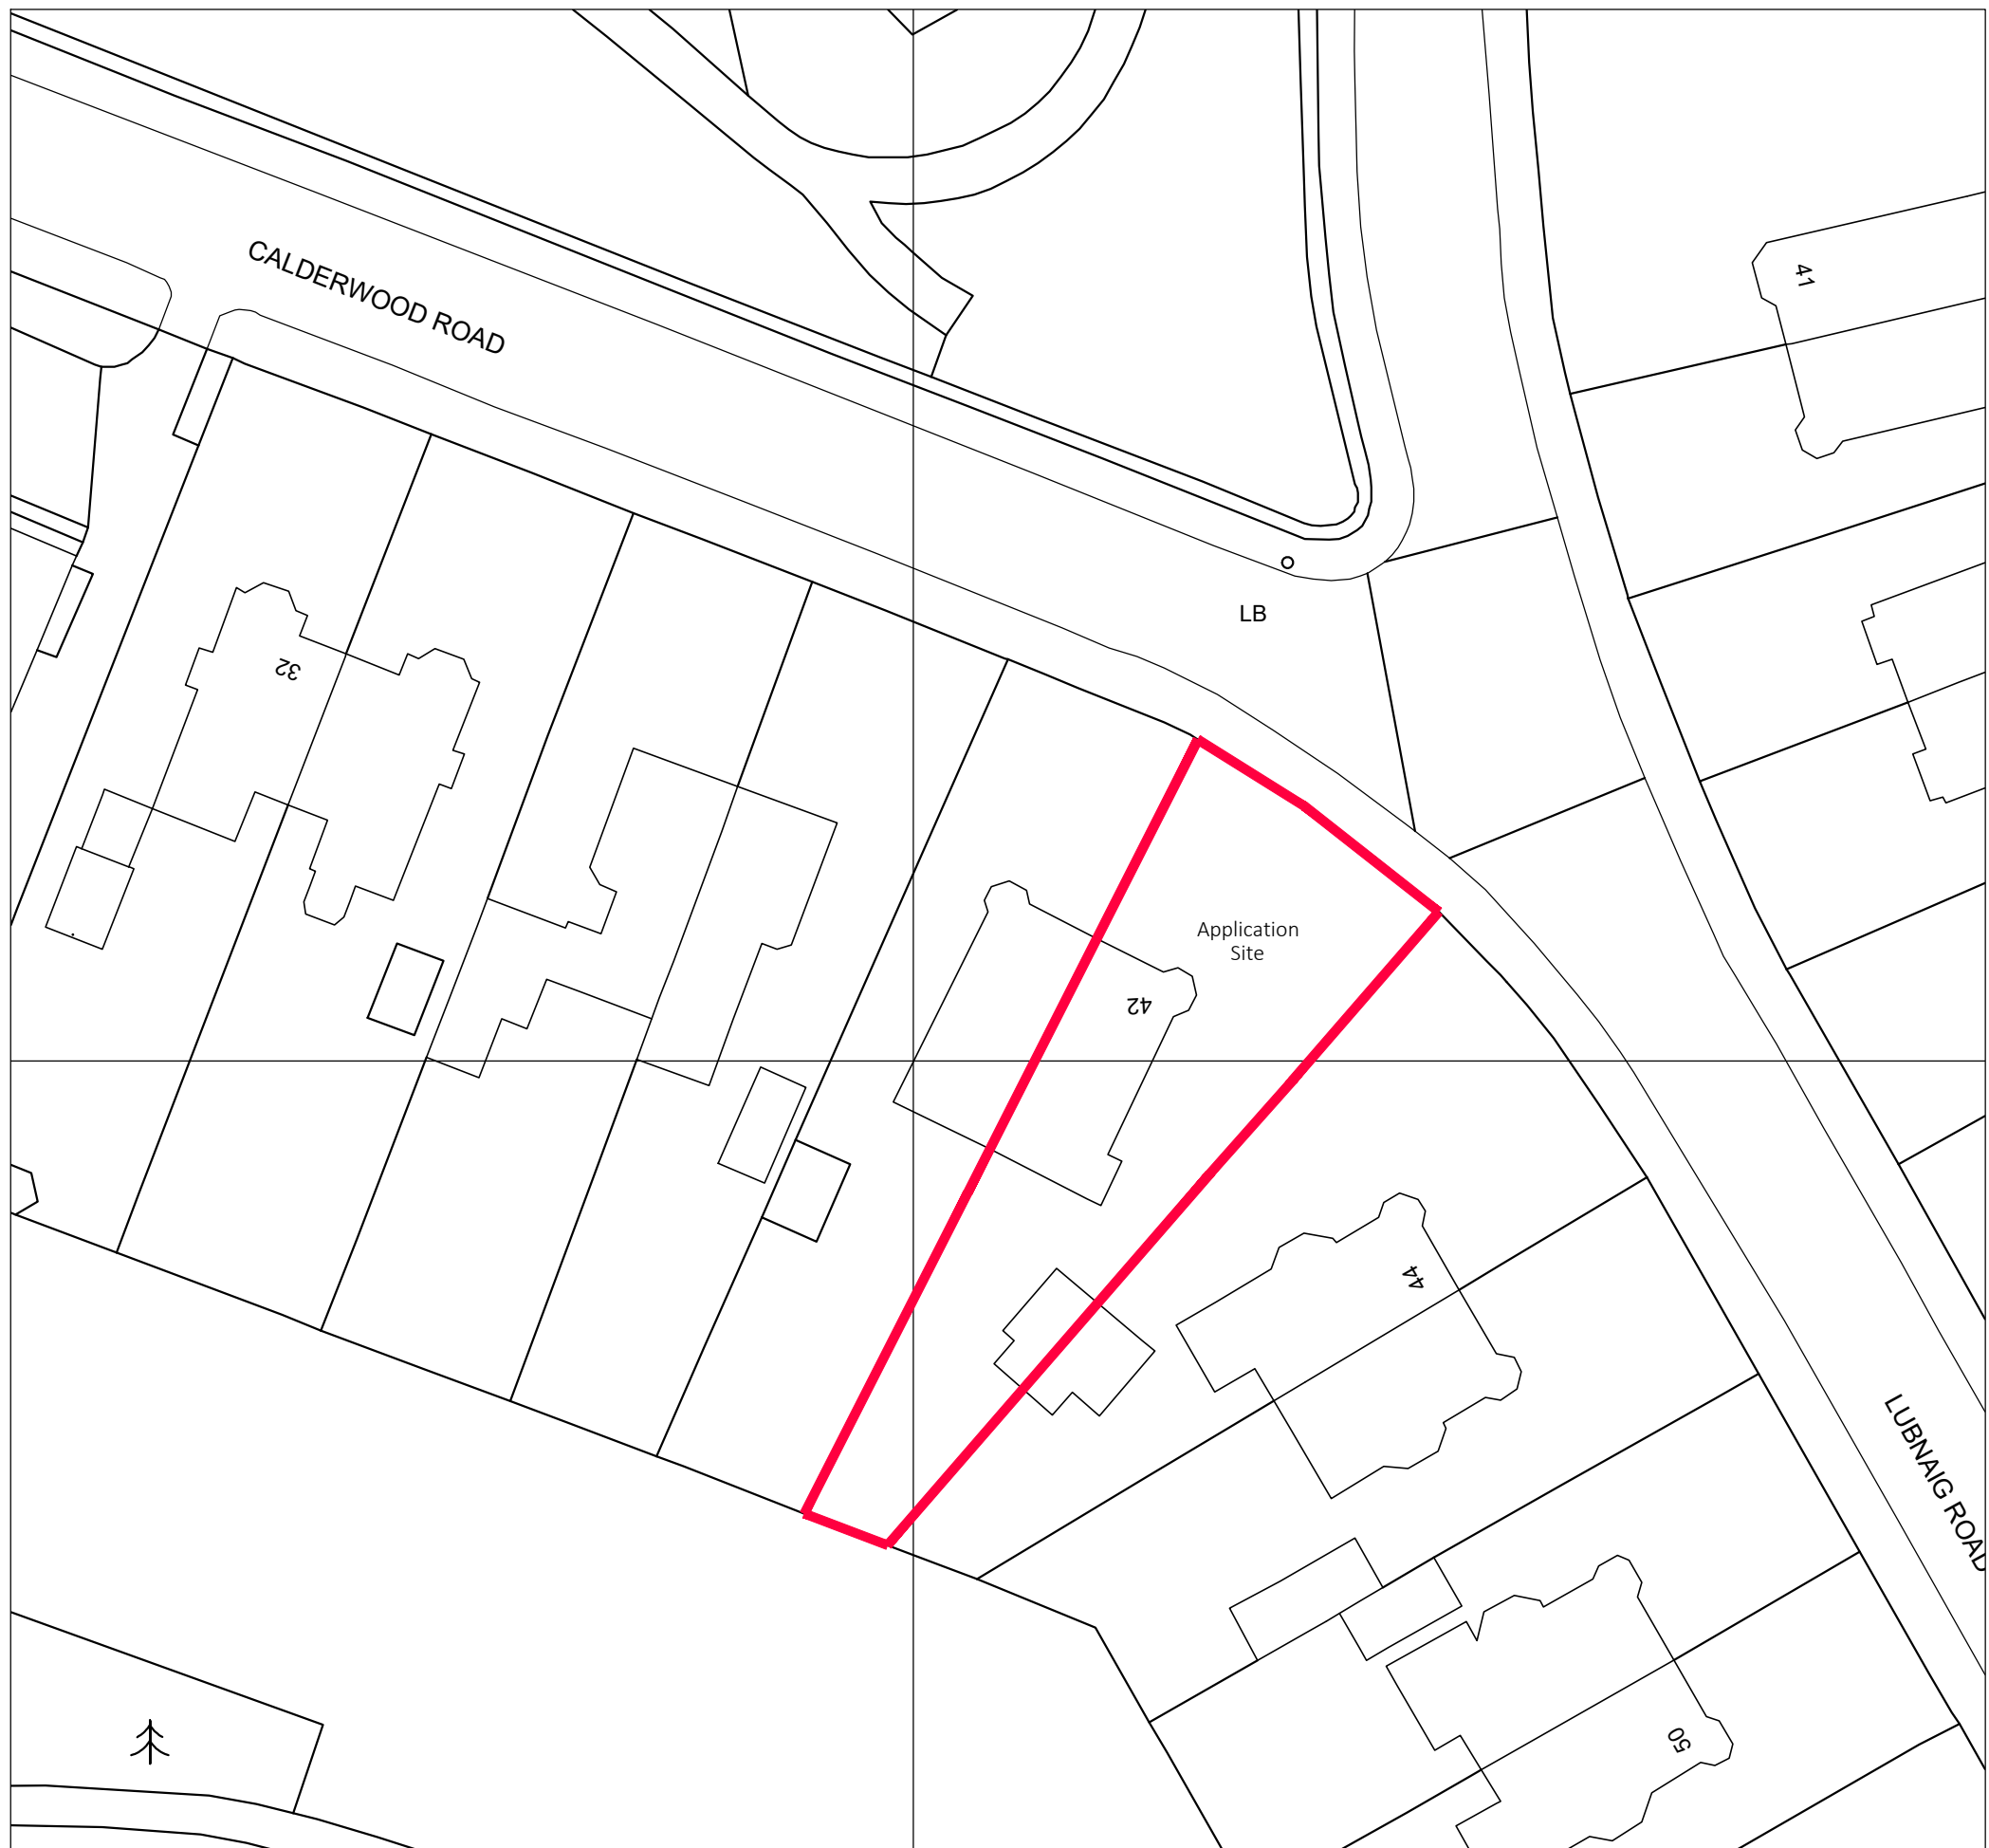 CALDERWOOD ROAD
41
LB
32
Application
Site
42
44
LUBNAIG ROAD
50